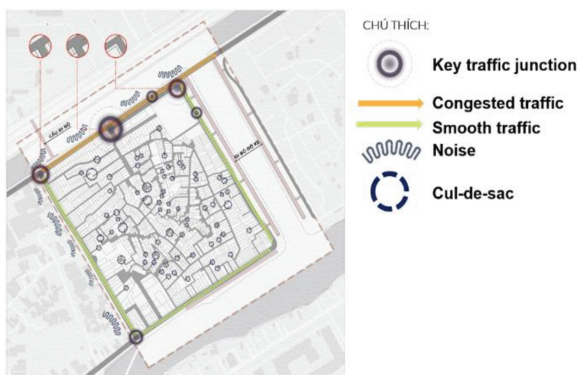 CHÚ THÍCH:
Key traffic junction
Congested traffic
Smooth traffic
Noise
Cul-de-sac